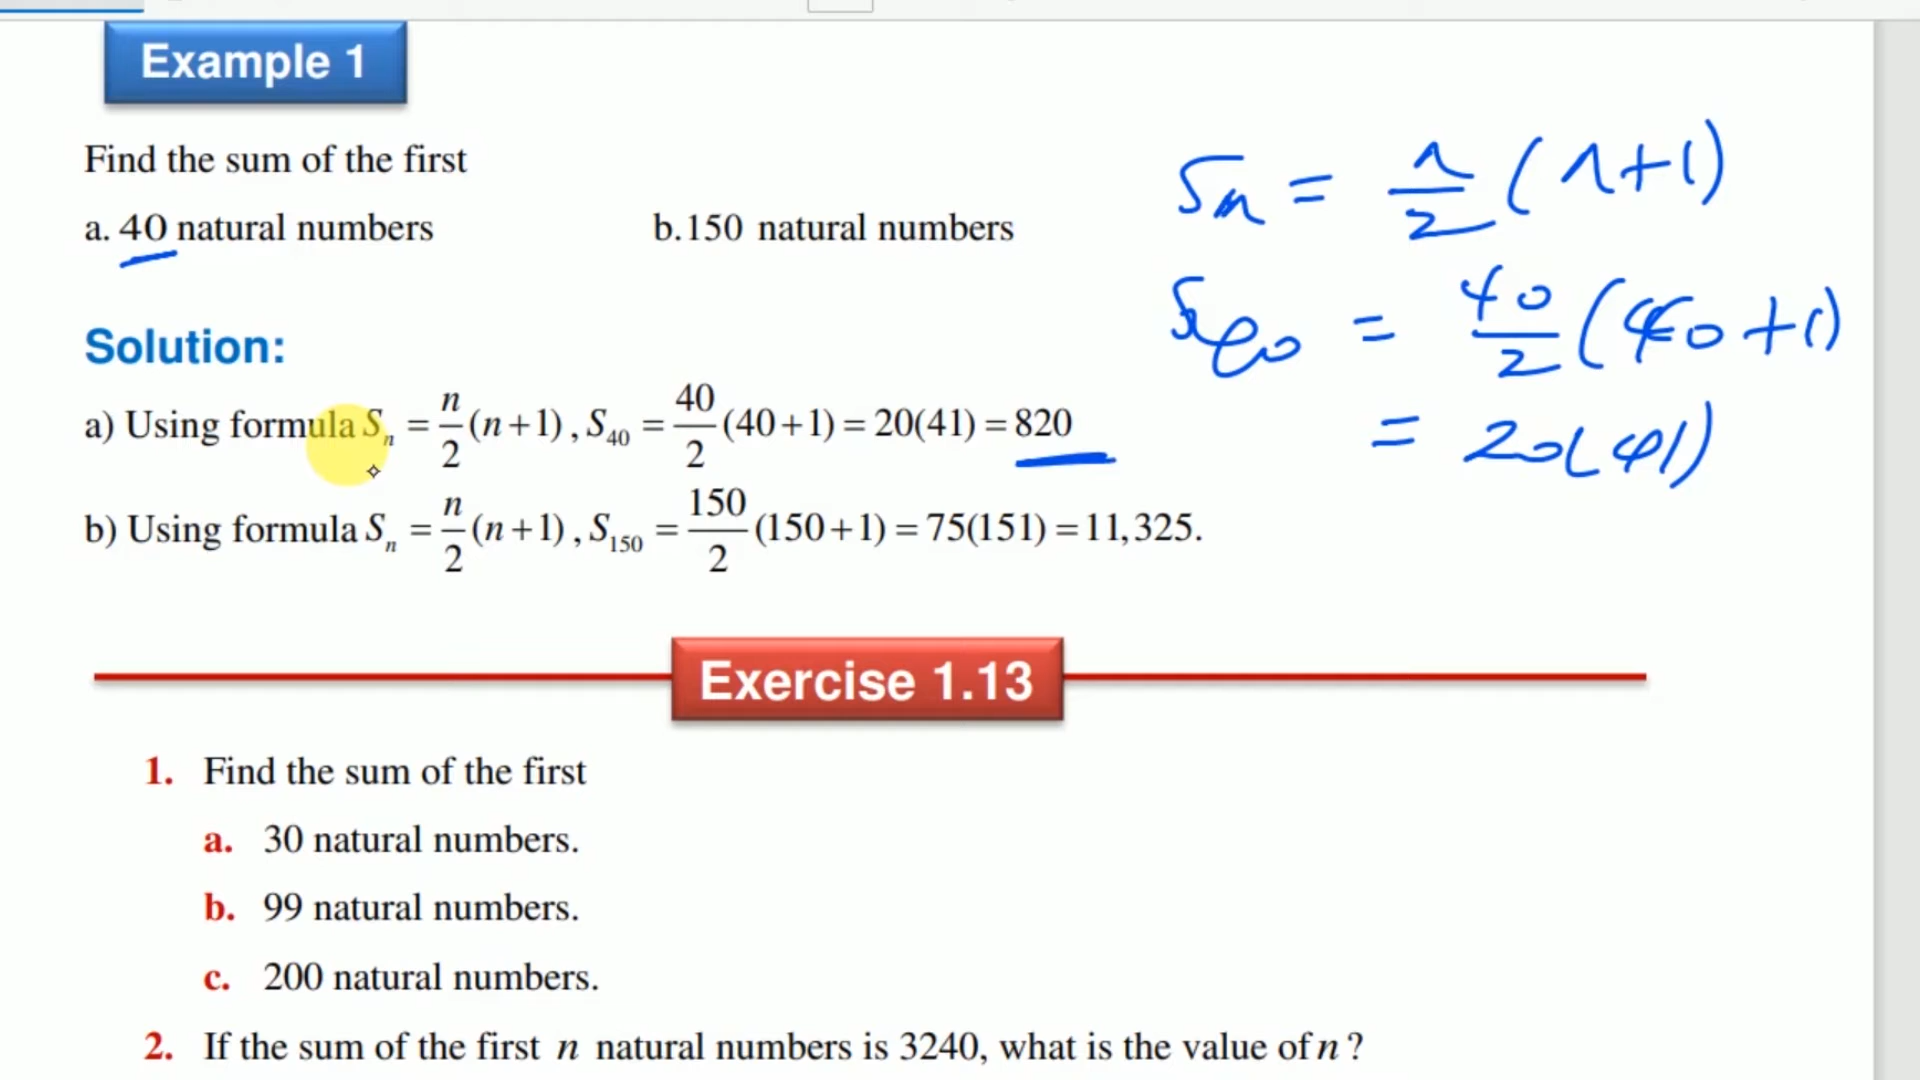 Example 1
Find the sum of the first
a. 40 natural numbers
b.150 natural numbers
Sn = n/2 (n+1)
S40 = 40/2 (40+1)
= 20(41)
Solution:
a) Using formula Sn = n/2 (n+1), S40 = 40/2 (40+1) = 20(41) = 820
b) Using formula Sn = n/2 (n+1), S150 = 150/2 (150+1) = 75(151) = 11,325.
Exercise 1.13
1. Find the sum of the first
a. 30 natural numbers.
b. 99 natural numbers.
c. 200 natural numbers.
2. If the sum of the first n natural numbers is 3240, what is the value of n ?